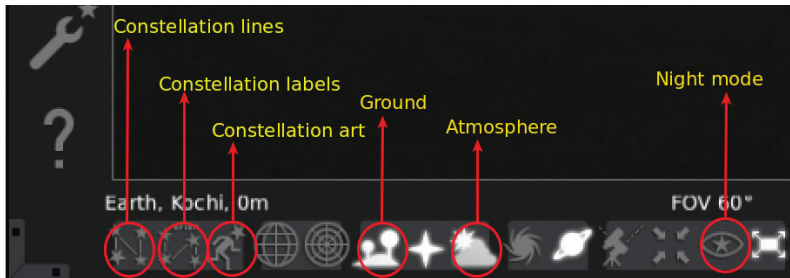 Constellation lines
Constellation labels
Constellation art
Ground
Atmosphere
Night mode
Earth, Kochi, 0m
FOV 60°